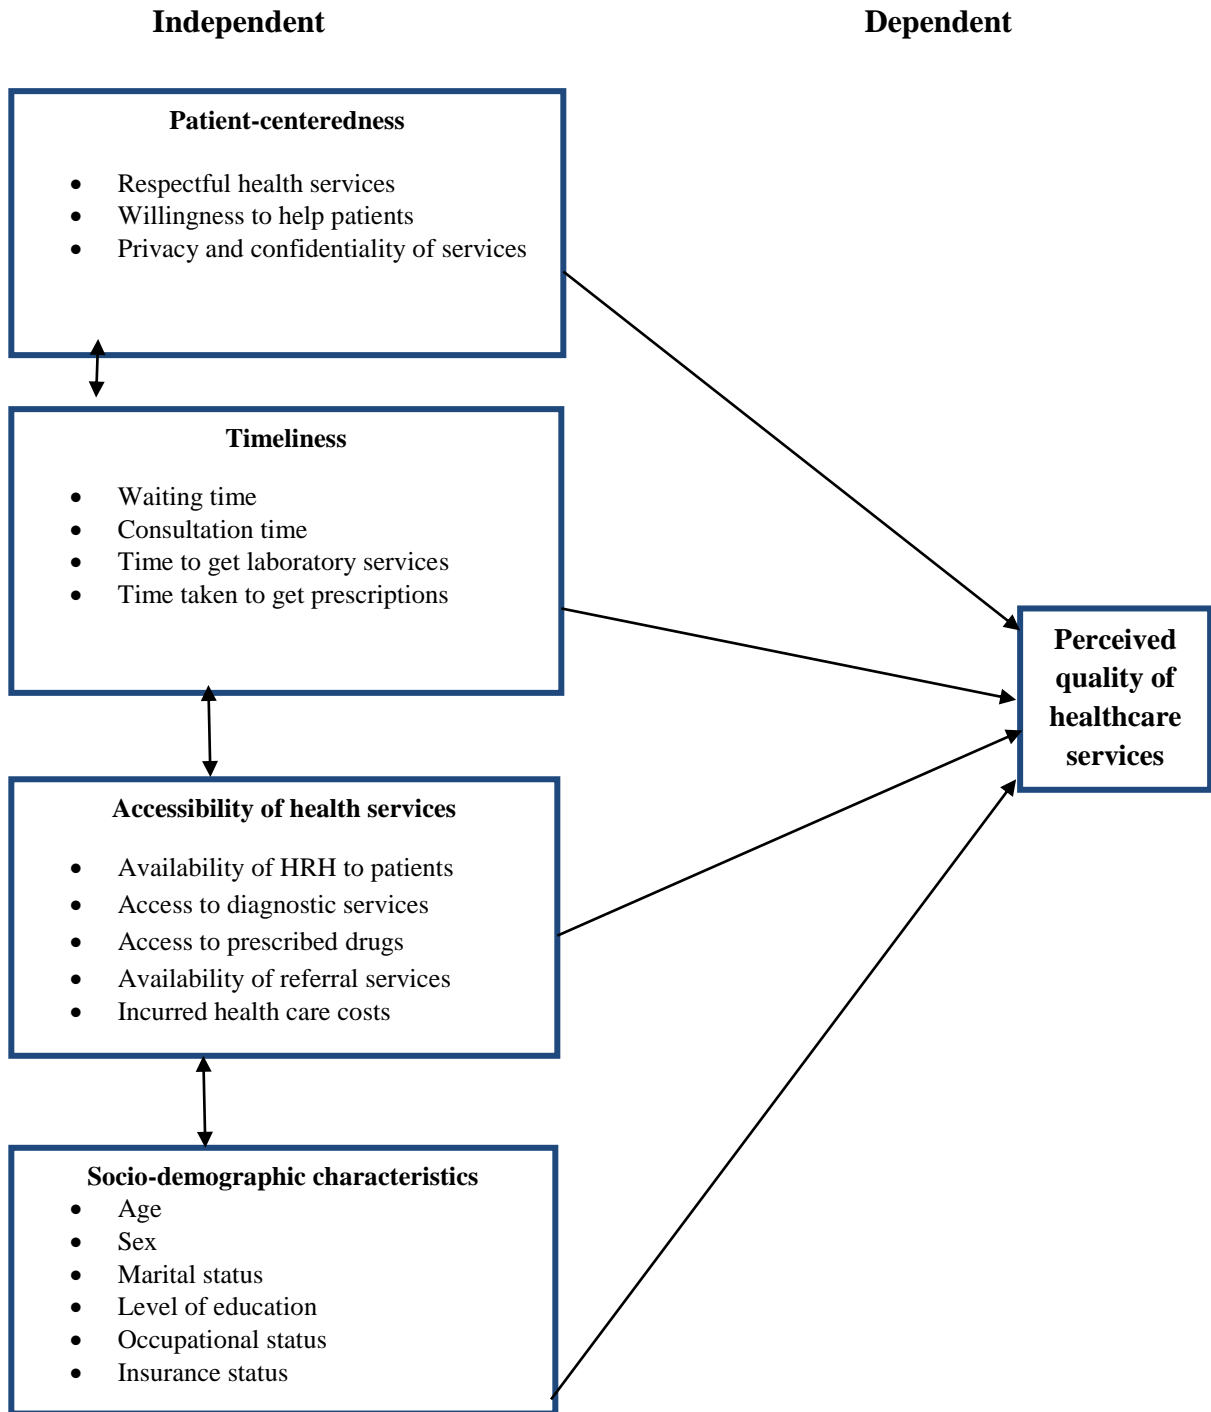 Independent
Dependent
Patient-centeredness
• Respectful health services
• Willingness to help patients
• Privacy and confidentiality of services
Timeliness
• Waiting time
• Consultation time
• Time to get laboratory services
• Time taken to get prescriptions
Perceived
quality of
healthcare
services
Accessibility of health services
• Availability of HRH to patients
• Access to diagnostic services
• Access to prescribed drugs
• Availability of referral services
• Incurred health care costs
Socio-demographic characteristics
• Age
• Sex
• Marital status
• Level of education
• Occupational status
• Insurance status